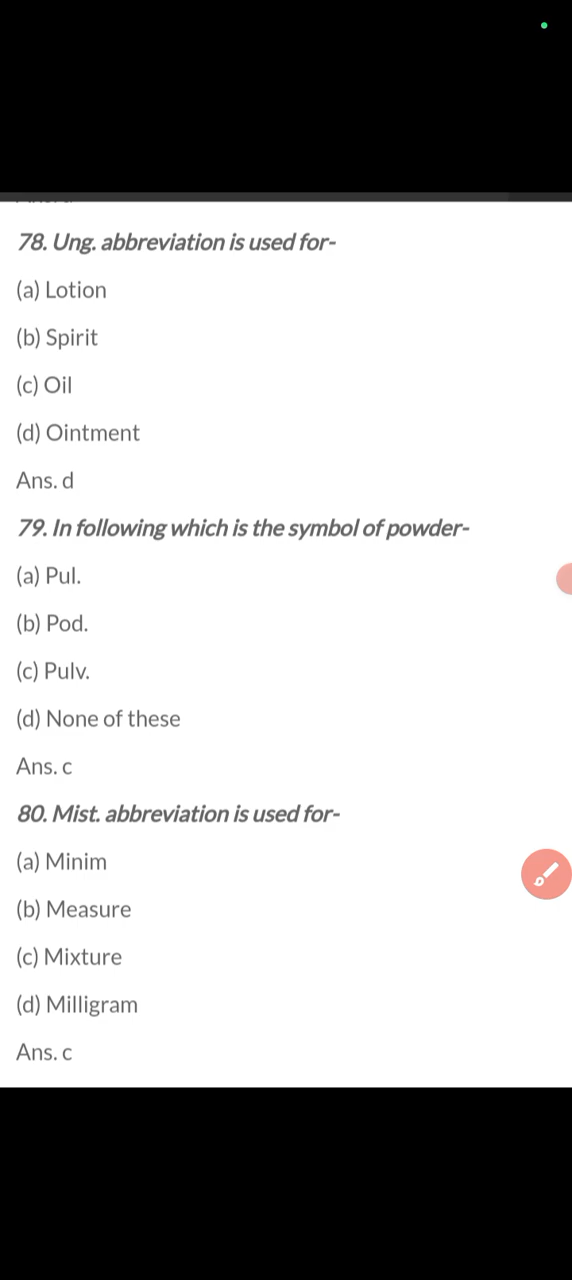 78. Ung. abbreviation is used for-
(a) Lotion
(b) Spirit
(c) Oil
(d) Ointment
Ans. d
79. In following which is the symbol of powder-
(a) Pul.
(b) Pod.
(c) Pulv.
(d) None of these
Ans. c
80. Mist. abbreviation is used for-
(a) Minim
(b) Measure
(c) Mixture
(d) Milligram
Ans. c